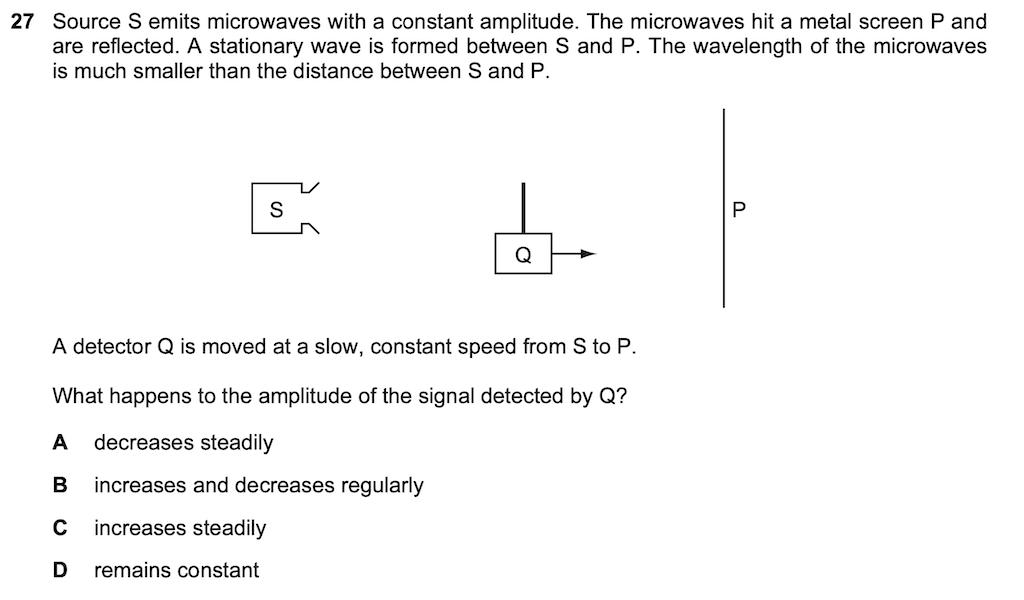 27 Source S emits microwaves with a constant amplitude. The microwaves hit a metal screen P and
are reflected. A stationary wave is formed between S and P. The wavelength of the microwaves
is much smaller than the distance between S and P.
S
P
Q
A detector Q is moved at a slow, constant speed from S to P.
What happens to the amplitude of the signal detected by Q?
A decreases steadily
B increases and decreases regularly
C increases steadily
D remains constant